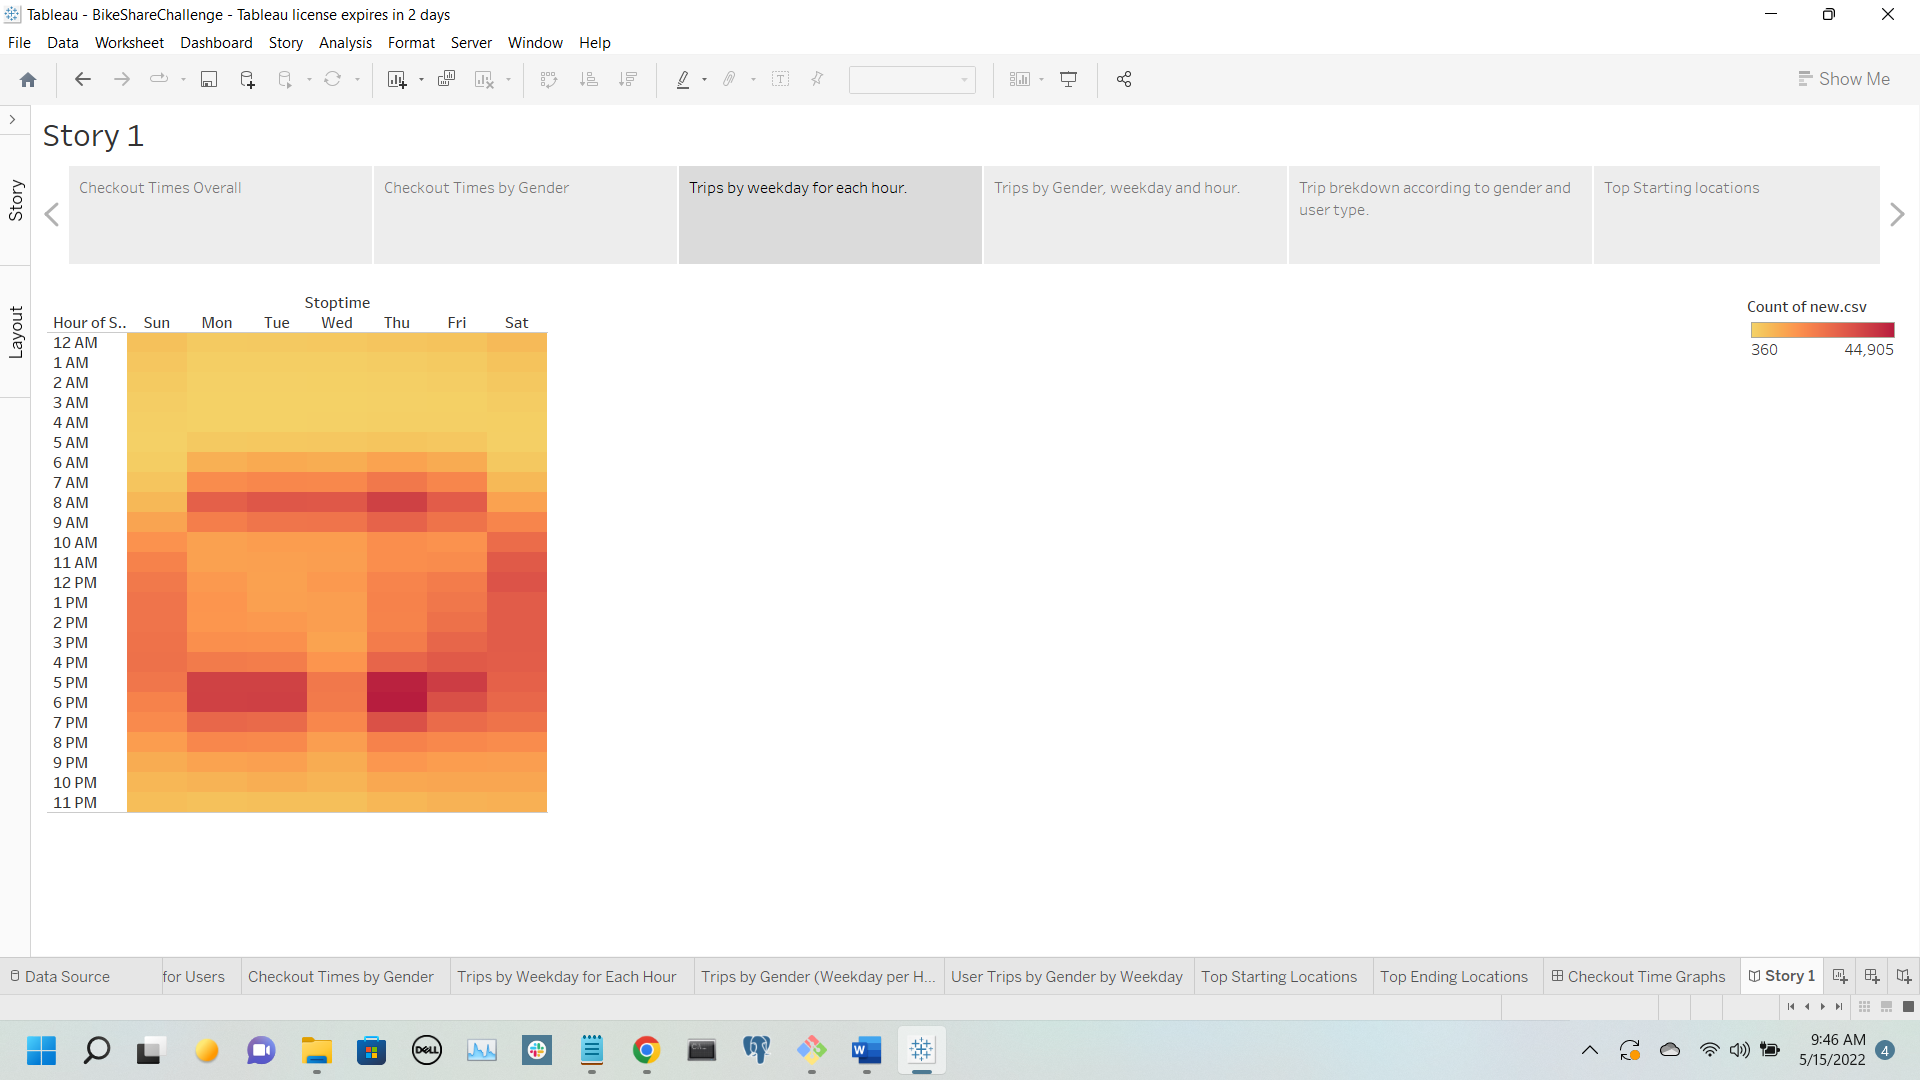 Tableau - BikeShareChallenge - Tableau license expires in 2 days
File Data Worksheet Dashboard Story Analysis Format Server Window Help
Show Me
Story
Layout
Story 1
Checkout Times Overall
Checkout Times by Gender
Trips by weekday for each hour.
Trips by Gender, weekday and hour.
Trip brekdown according to gender and
user type.
Top Starting locations
Stoptime
Hour of S.. Sun Mon Tue Wed Thu Fri Sat
12 AM
1 AM
2 AM
3 AM
4 AM
5 AM
6 AM
7 AM
8 AM
9 AM
10 AM
11 AM
12 PM
1 PM
2 PM
3 PM
4 PM
5 PM
6 PM
7 PM
8 PM
9 PM
10 PM
11 PM
Count of new.csv
360 44,905
Data Source for Users Checkout Times by Gender Trips by Weekday for Each Hour Trips by Gender (Weekday per H... User Trips by Gender by Weekday Top Starting Locations Top Ending Locations Checkout Time Graphs Story 1
DELL
9:46 AM
5/15/2022
4